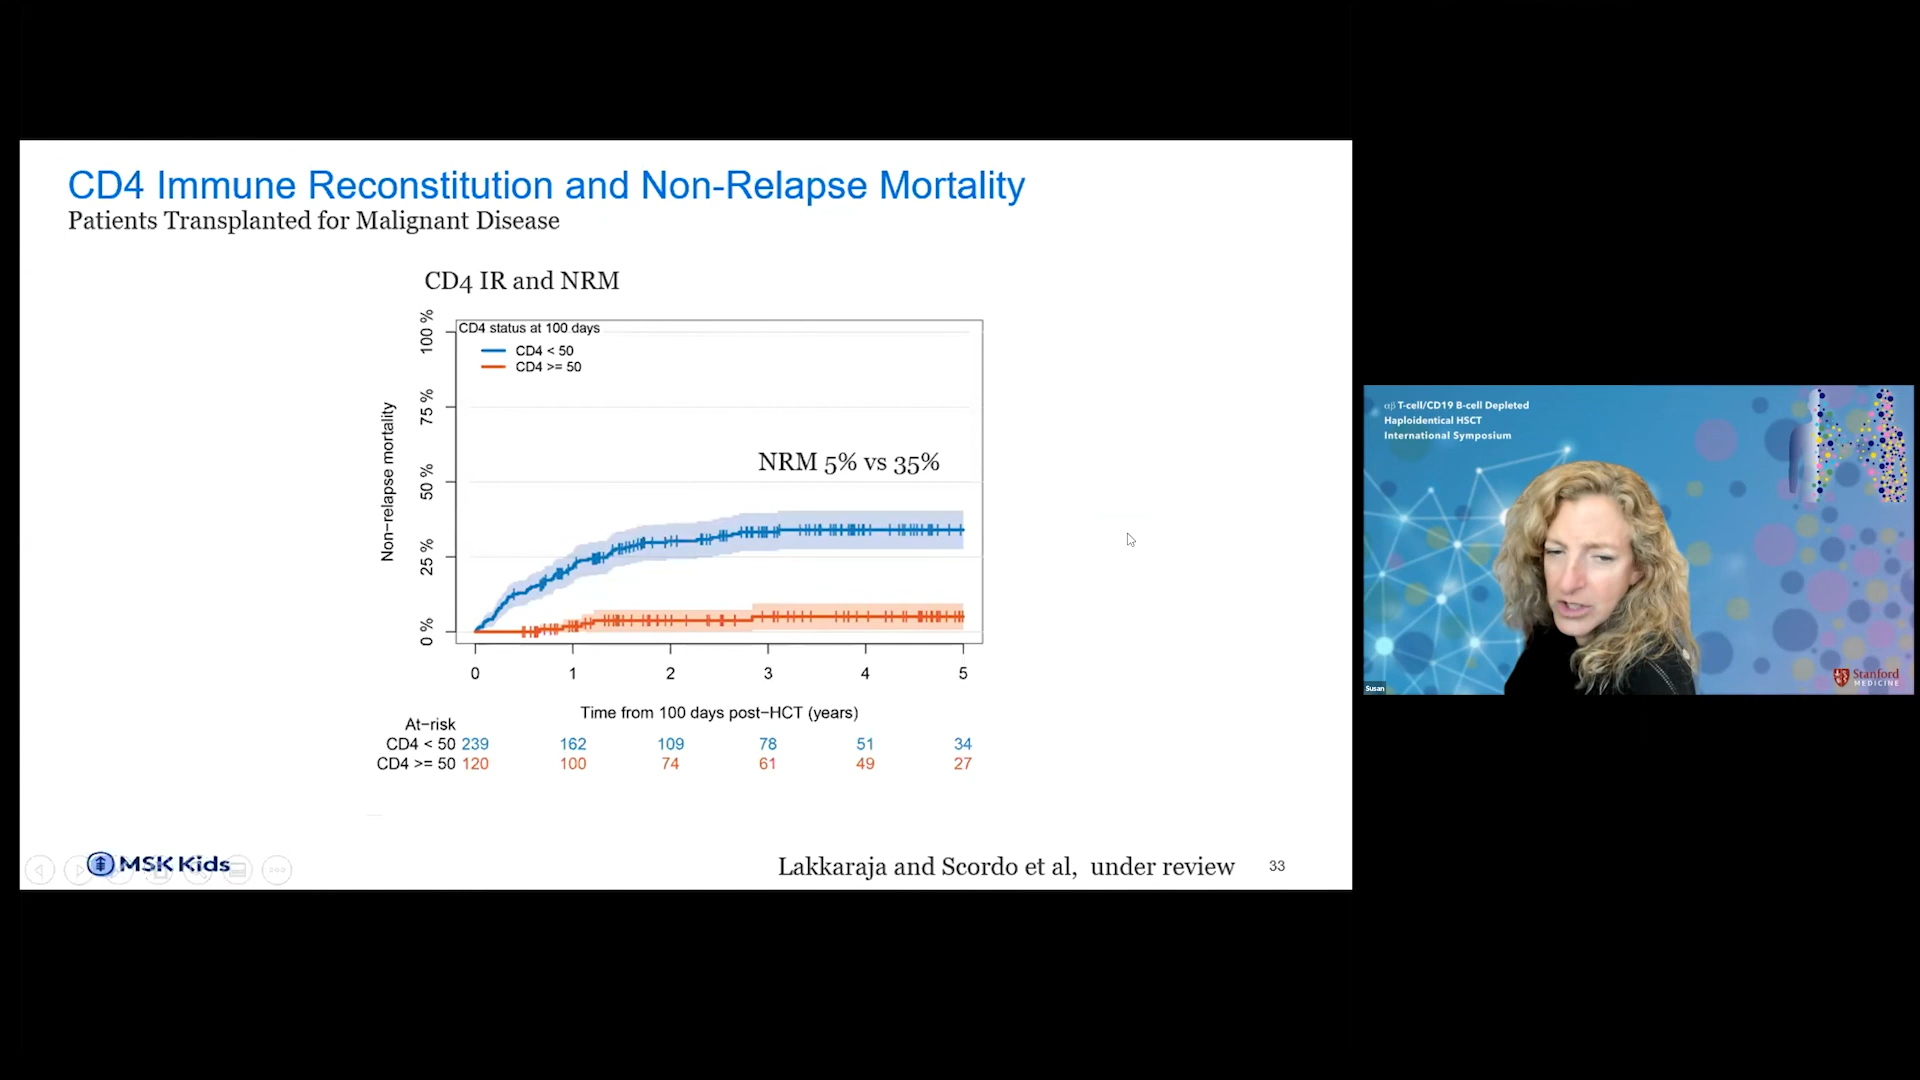 CD4 Immune Reconstitution and Non-Relapse Mortality
Patients Transplanted for Malignant Disease
CD4 IR and NRM
CD4 status at 100 days
CD4 < 50
CD4 >= 50
NRM 5% vs 35%
Non−relapse mortality
100 %
75 %
50 %
25 %
0 %
0 1 2 3 4 5
Time from 100 days post−HCT (years)
At−risk
CD4 < 50 239 162 109 78 51 34
CD4 >= 50 120 100 74 61 49 27
MSK Kids
Lakkaraja and Scordo et al, under review
33
αβ T-cell/CD19 B-cell Depleted
Haploidentical HSCT
International Symposium
Stanford
MEDICINE
Susan